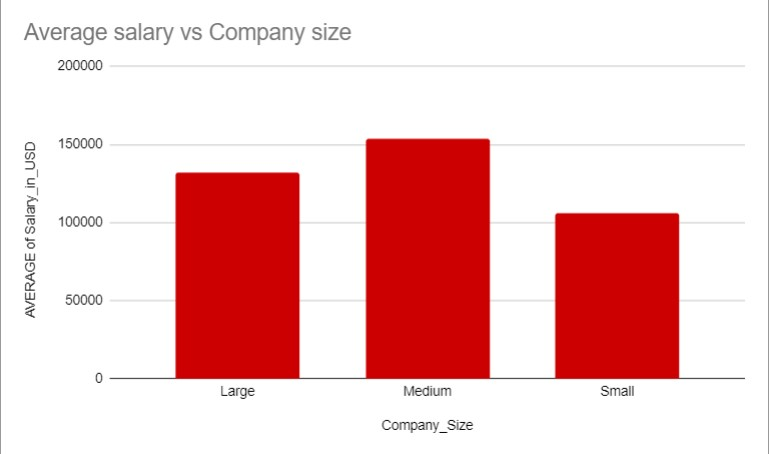 Average salary vs Company size
200000
150000
100000
50000
0
AVERAGE of Salary_in_USD
Large
Medium
Small
Company_Size